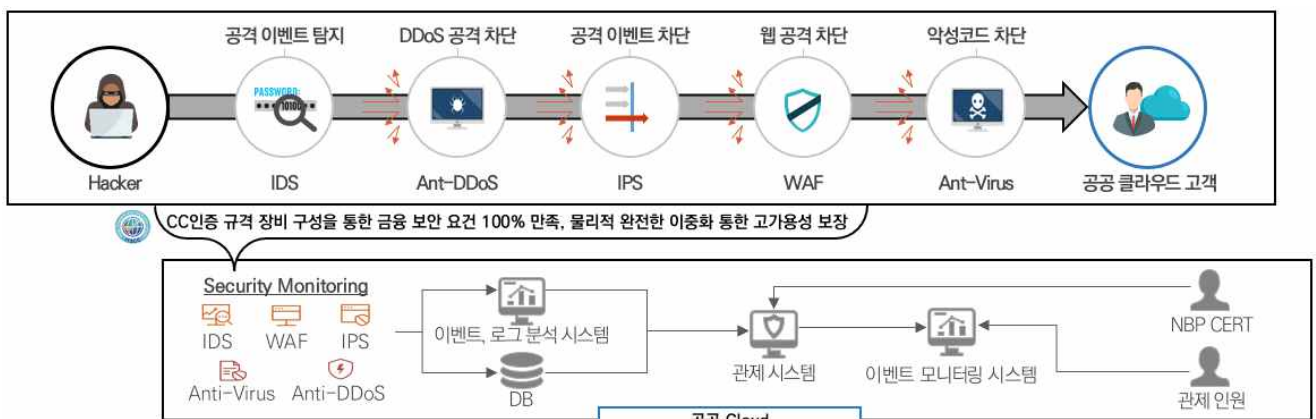 공격 이벤트 탐지
DDoS 공격 차단
공격 이벤트 차단
웹 공격 차단
악성코드 차단
PASSWORD:
Hacker
IDS
Ant-DDoS
IPS
WAF
Ant-Virus
공공 클라우드 고객
CC인증 규격 장비 구성을 통한 금융 보안 요건 100% 만족, 물리적 완전한 이중화 통한 고가용성 보장
Security Monitoring
IDS
WAF
IPS
Anti-Virus
Anti-DDoS
이벤트, 로그 분석 시스템
DB
관제 시스템
이벤트 모니터링 시스템
NBP CERT
관제 인원
공공 Cloud